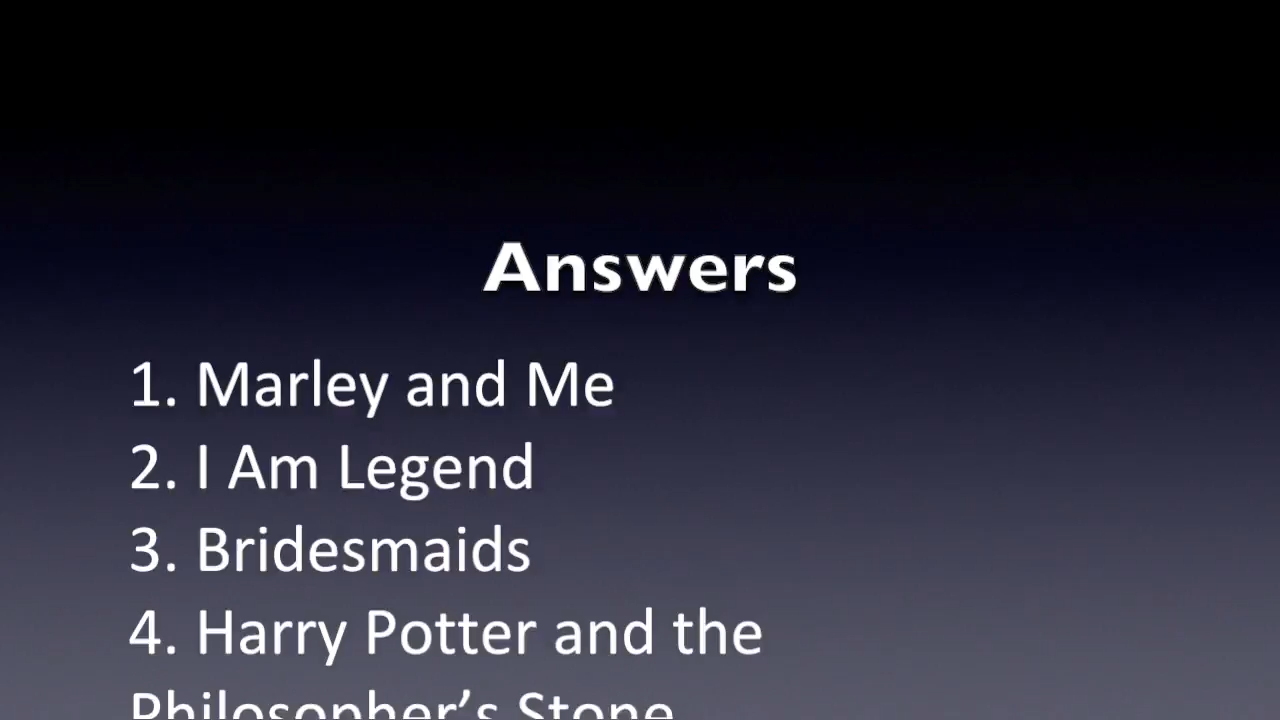 Answers
1. Marley and Me
2. I Am Legend
3. Bridesmaids
4. Harry Potter and the
Philosopher’s Stone